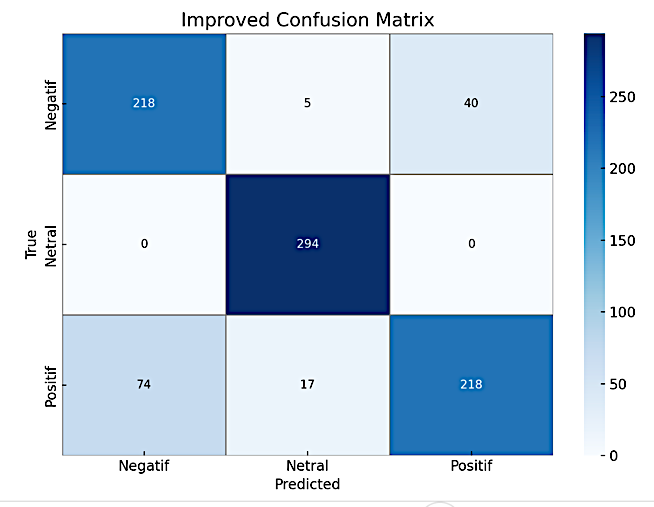 Improved Confusion Matrix
Negatif 218 5 40
250
200
True
Netral 0 294 0
150
100
Positif 74 17 218
50
0
Negatif Netral Positif
Predicted